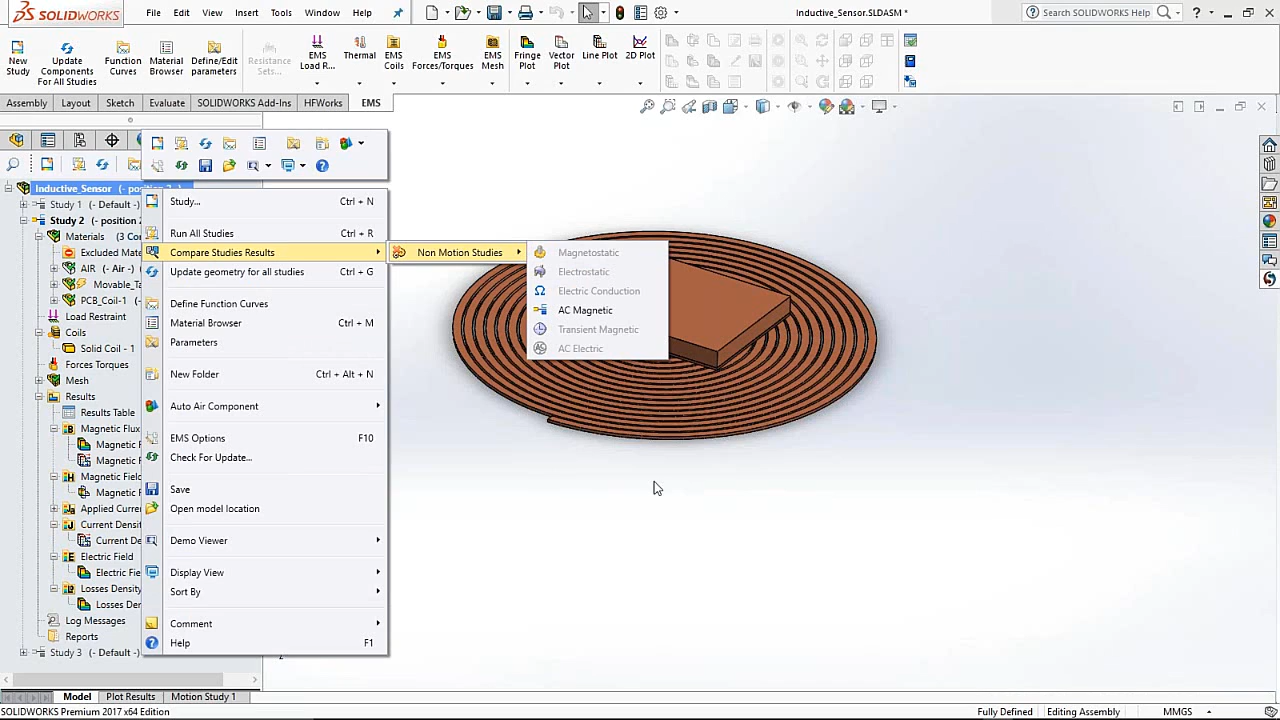 SOLIDWORKS
File Edit View Insert Tools Window Help
Inductive_Sensor.SLDASM *
Search SOLIDWORKS Help
New Study
Update Components For All Studies
Function Curves
Material Browser
Define/Edit parameters
Resistance Sets...
EMS Load R...
Thermal
EMS Coils
EMS Forces/Torques
EMS Mesh
Fringe Plot
Vector Plot
Line Plot
2D Plot
Assembly Layout Sketch Evaluate SOLIDWORKS Add-Ins HFWorks EMS
Inductive_Sensor (- position 2 -)
Study 1 (- Default -)
Study 2 (- position 2
Materials (3 Co
Excluded Mate
AIR (- Air -)
Movable_Ta
PCB_Coil-1 (
Load Restraint
Coils
Solid Coil - 1
Forces Torques
Mesh
Results
Results Table
Magnetic Flux
Magnetic F
Magnetic F
Magnetic Field
Magnetic F
Applied Curre
Current Densit
Current De
Electric Field
Electric Fie
Losses Density
Losses Der
Log Messages
Reports
Study 3 (- Default -)
Study... Ctrl + N
Run All Studies Ctrl + R
Compare Studies Results
Update geometry for all studies Ctrl + G
Define Function Curves
Material Browser Ctrl + M
Parameters
New Folder Ctrl + Alt + N
Auto Air Component
EMS Options F10
Check For Update...
Save
Open model location
Demo Viewer
Display View
Sort By
Comment
Help F1
Non Motion Studies
Magnetostatic
Electrostatic
Electric Conduction
AC Magnetic
Transient Magnetic
AC Electric
Model Plot Results Motion Study 1
SOLIDWORKS Premium 2017 x64 Edition
Fully Defined Editing Assembly MMGS